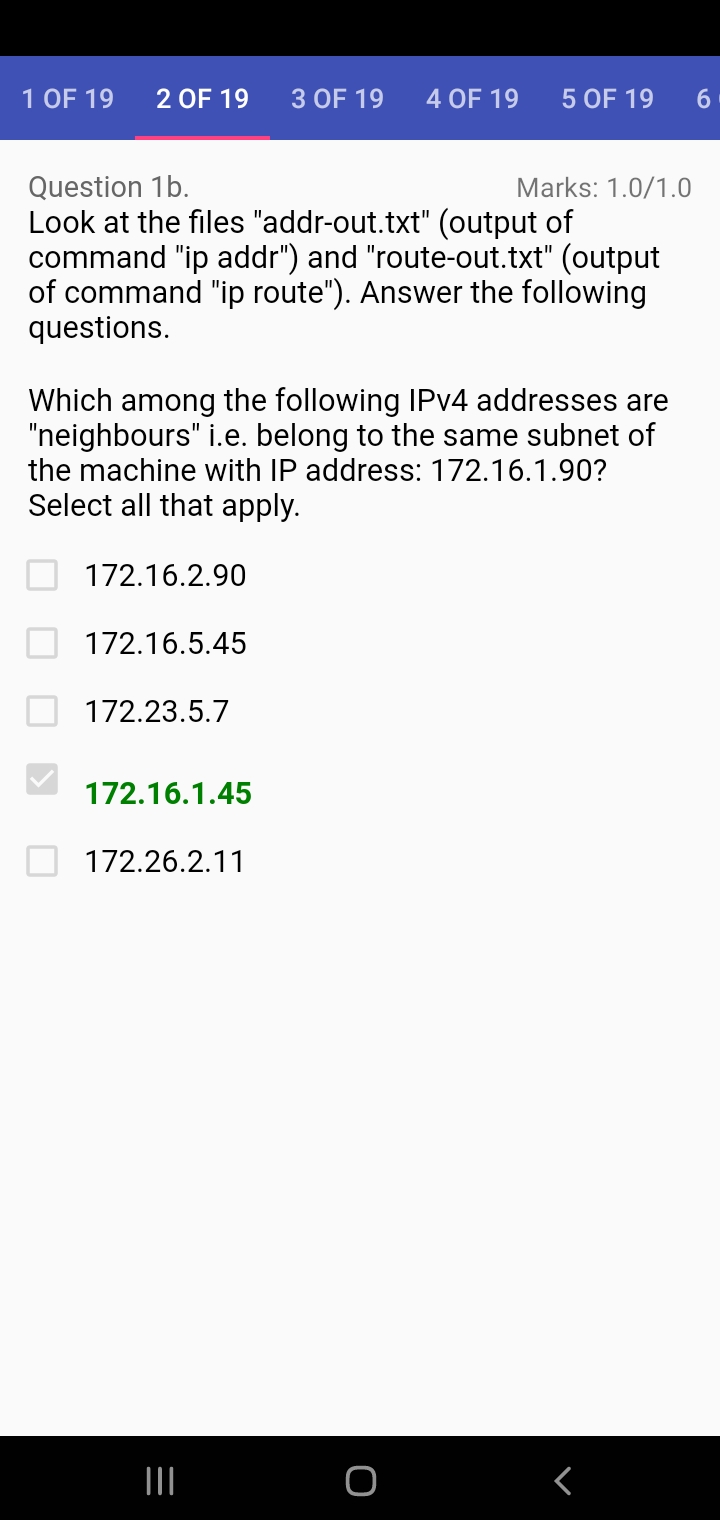 1 OF 19 2 OF 19 3 OF 19 4 OF 19 5 OF 19 6
Question 1b. Marks: 1.0/1.0
Look at the files "addr-out.txt" (output of
command "ip addr") and "route-out.txt" (output
of command "ip route"). Answer the following
questions.
Which among the following IPv4 addresses are
"neighbours" i.e. belong to the same subnet of
the machine with IP address: 172.16.1.90?
Select all that apply.
172.16.2.90
172.16.5.45
172.23.5.7
172.16.1.45
172.26.2.11